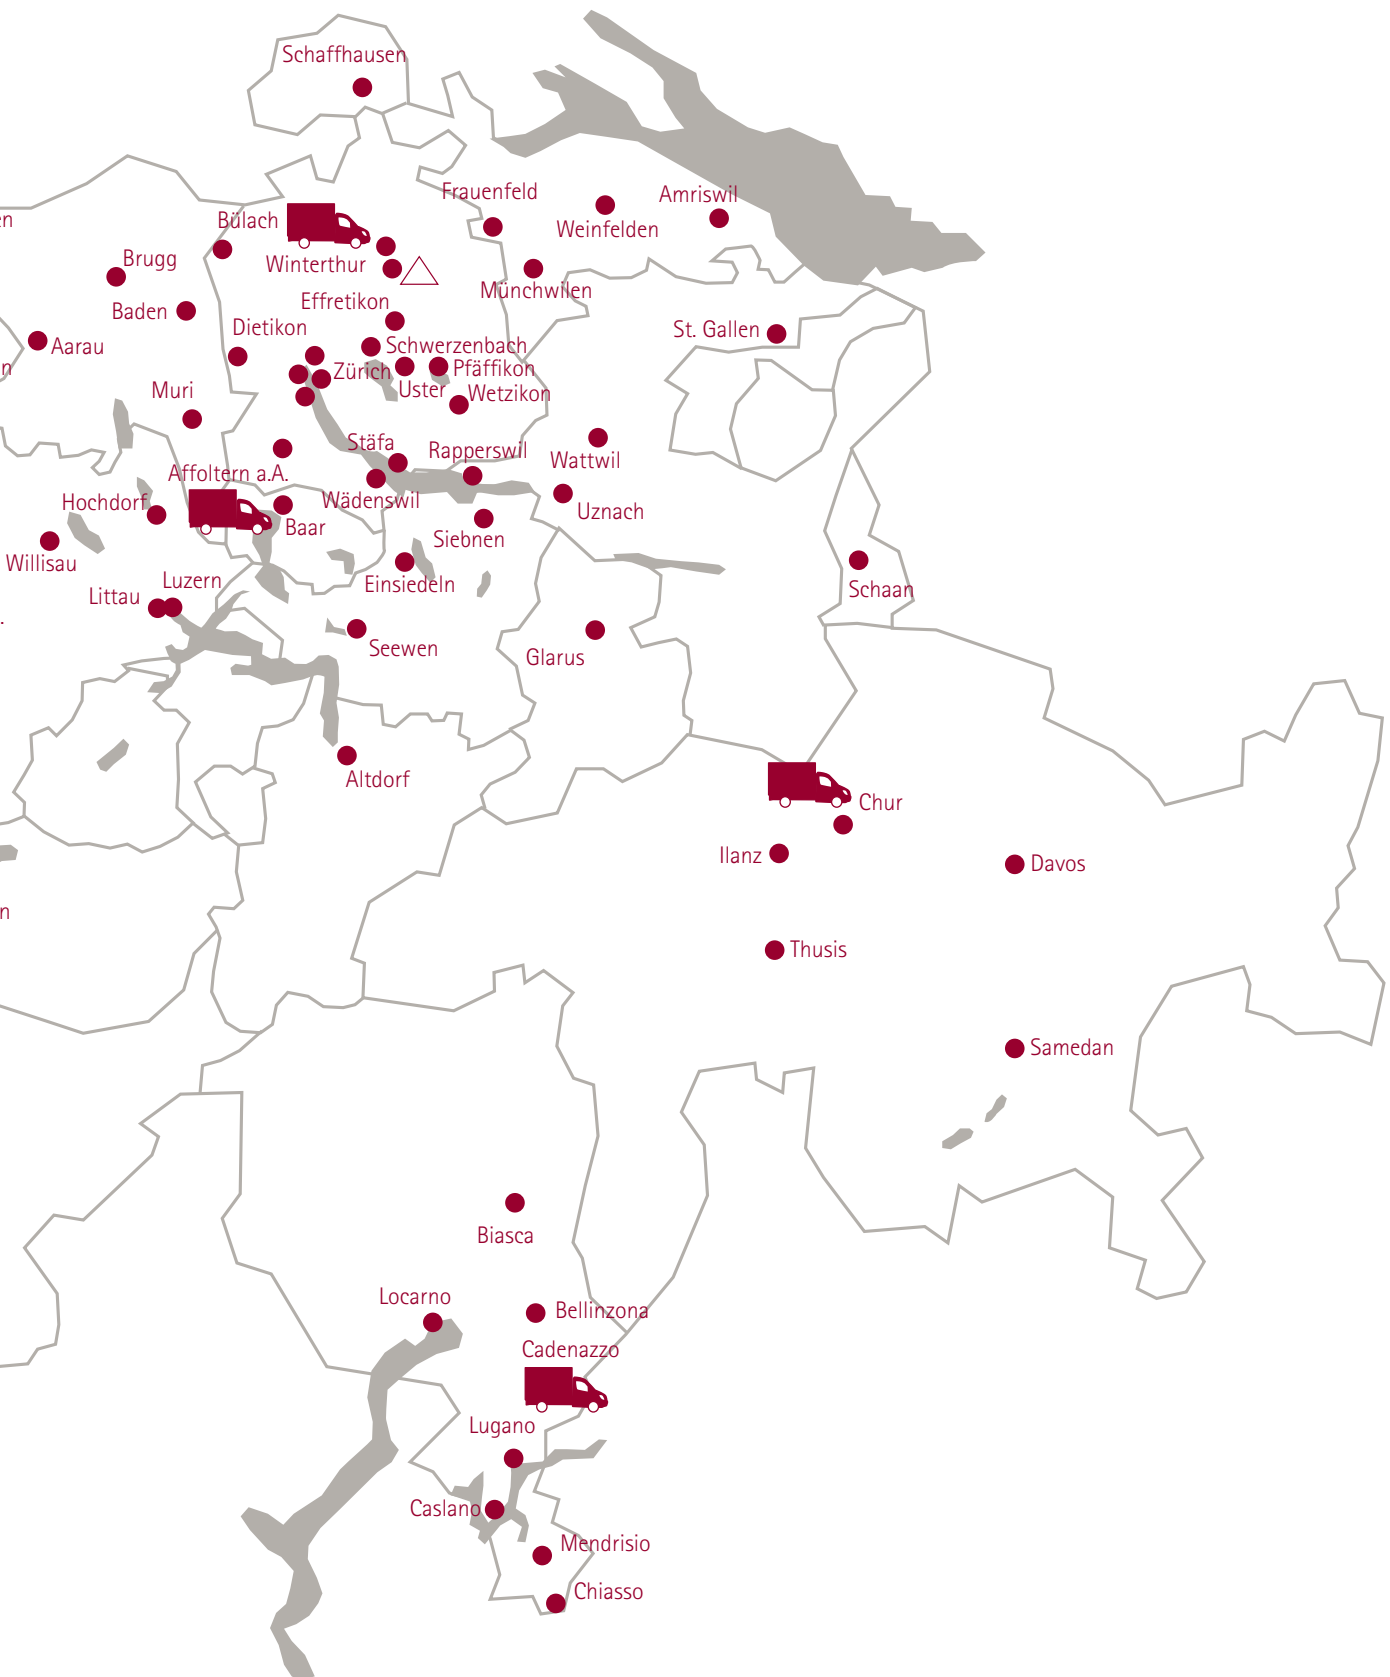 Schaffhausen
Frauenfeld
Amriswil
en
Bülach
Weinfelden
Brugg
Winterthur
Münchwilen
Effretikon
Baden
Dietikon
St. Gallen
Aarau
Schwerzenbach
n
Zürich
Pfäffikon
Uster
Wetzikon
Muri
Stäfa
Rapperswil
Wattwil
Affoltern a.A.
Hochdorf
Wädenswil
Uznach
Baar
Siebnen
Willisau
Luzern
Einsiedeln
Schaan
Littau
.
Seewen
Glarus
Altdorf
Chur
Ilanz
Davos
n
Thusis
Samedan
Biasca
Locarno
Bellinzona
Cadenazzo
Lugano
Caslano
Mendrisio
Chiasso